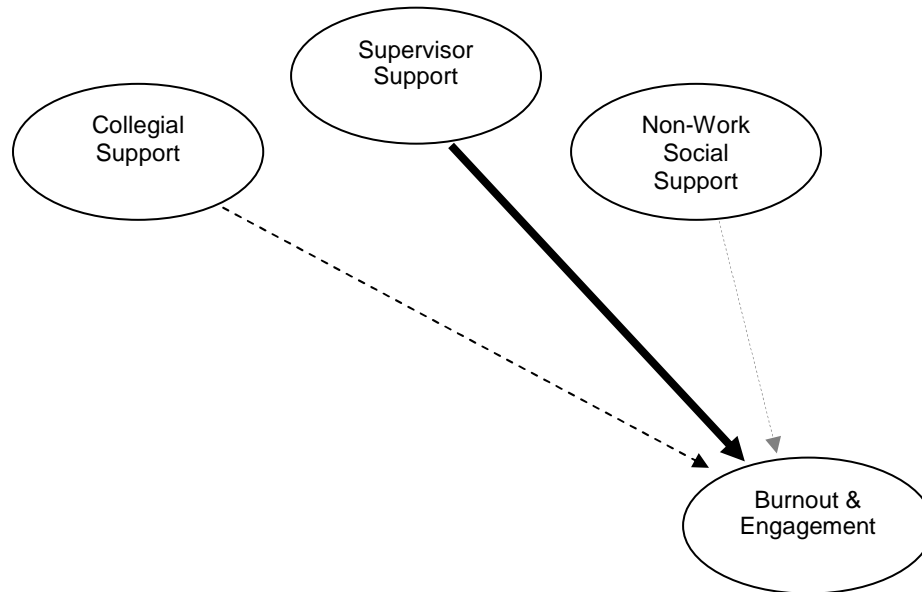 Supervisor
Support
Collegial
Support
Non-Work
Social
Support
Burnout &
Engagement